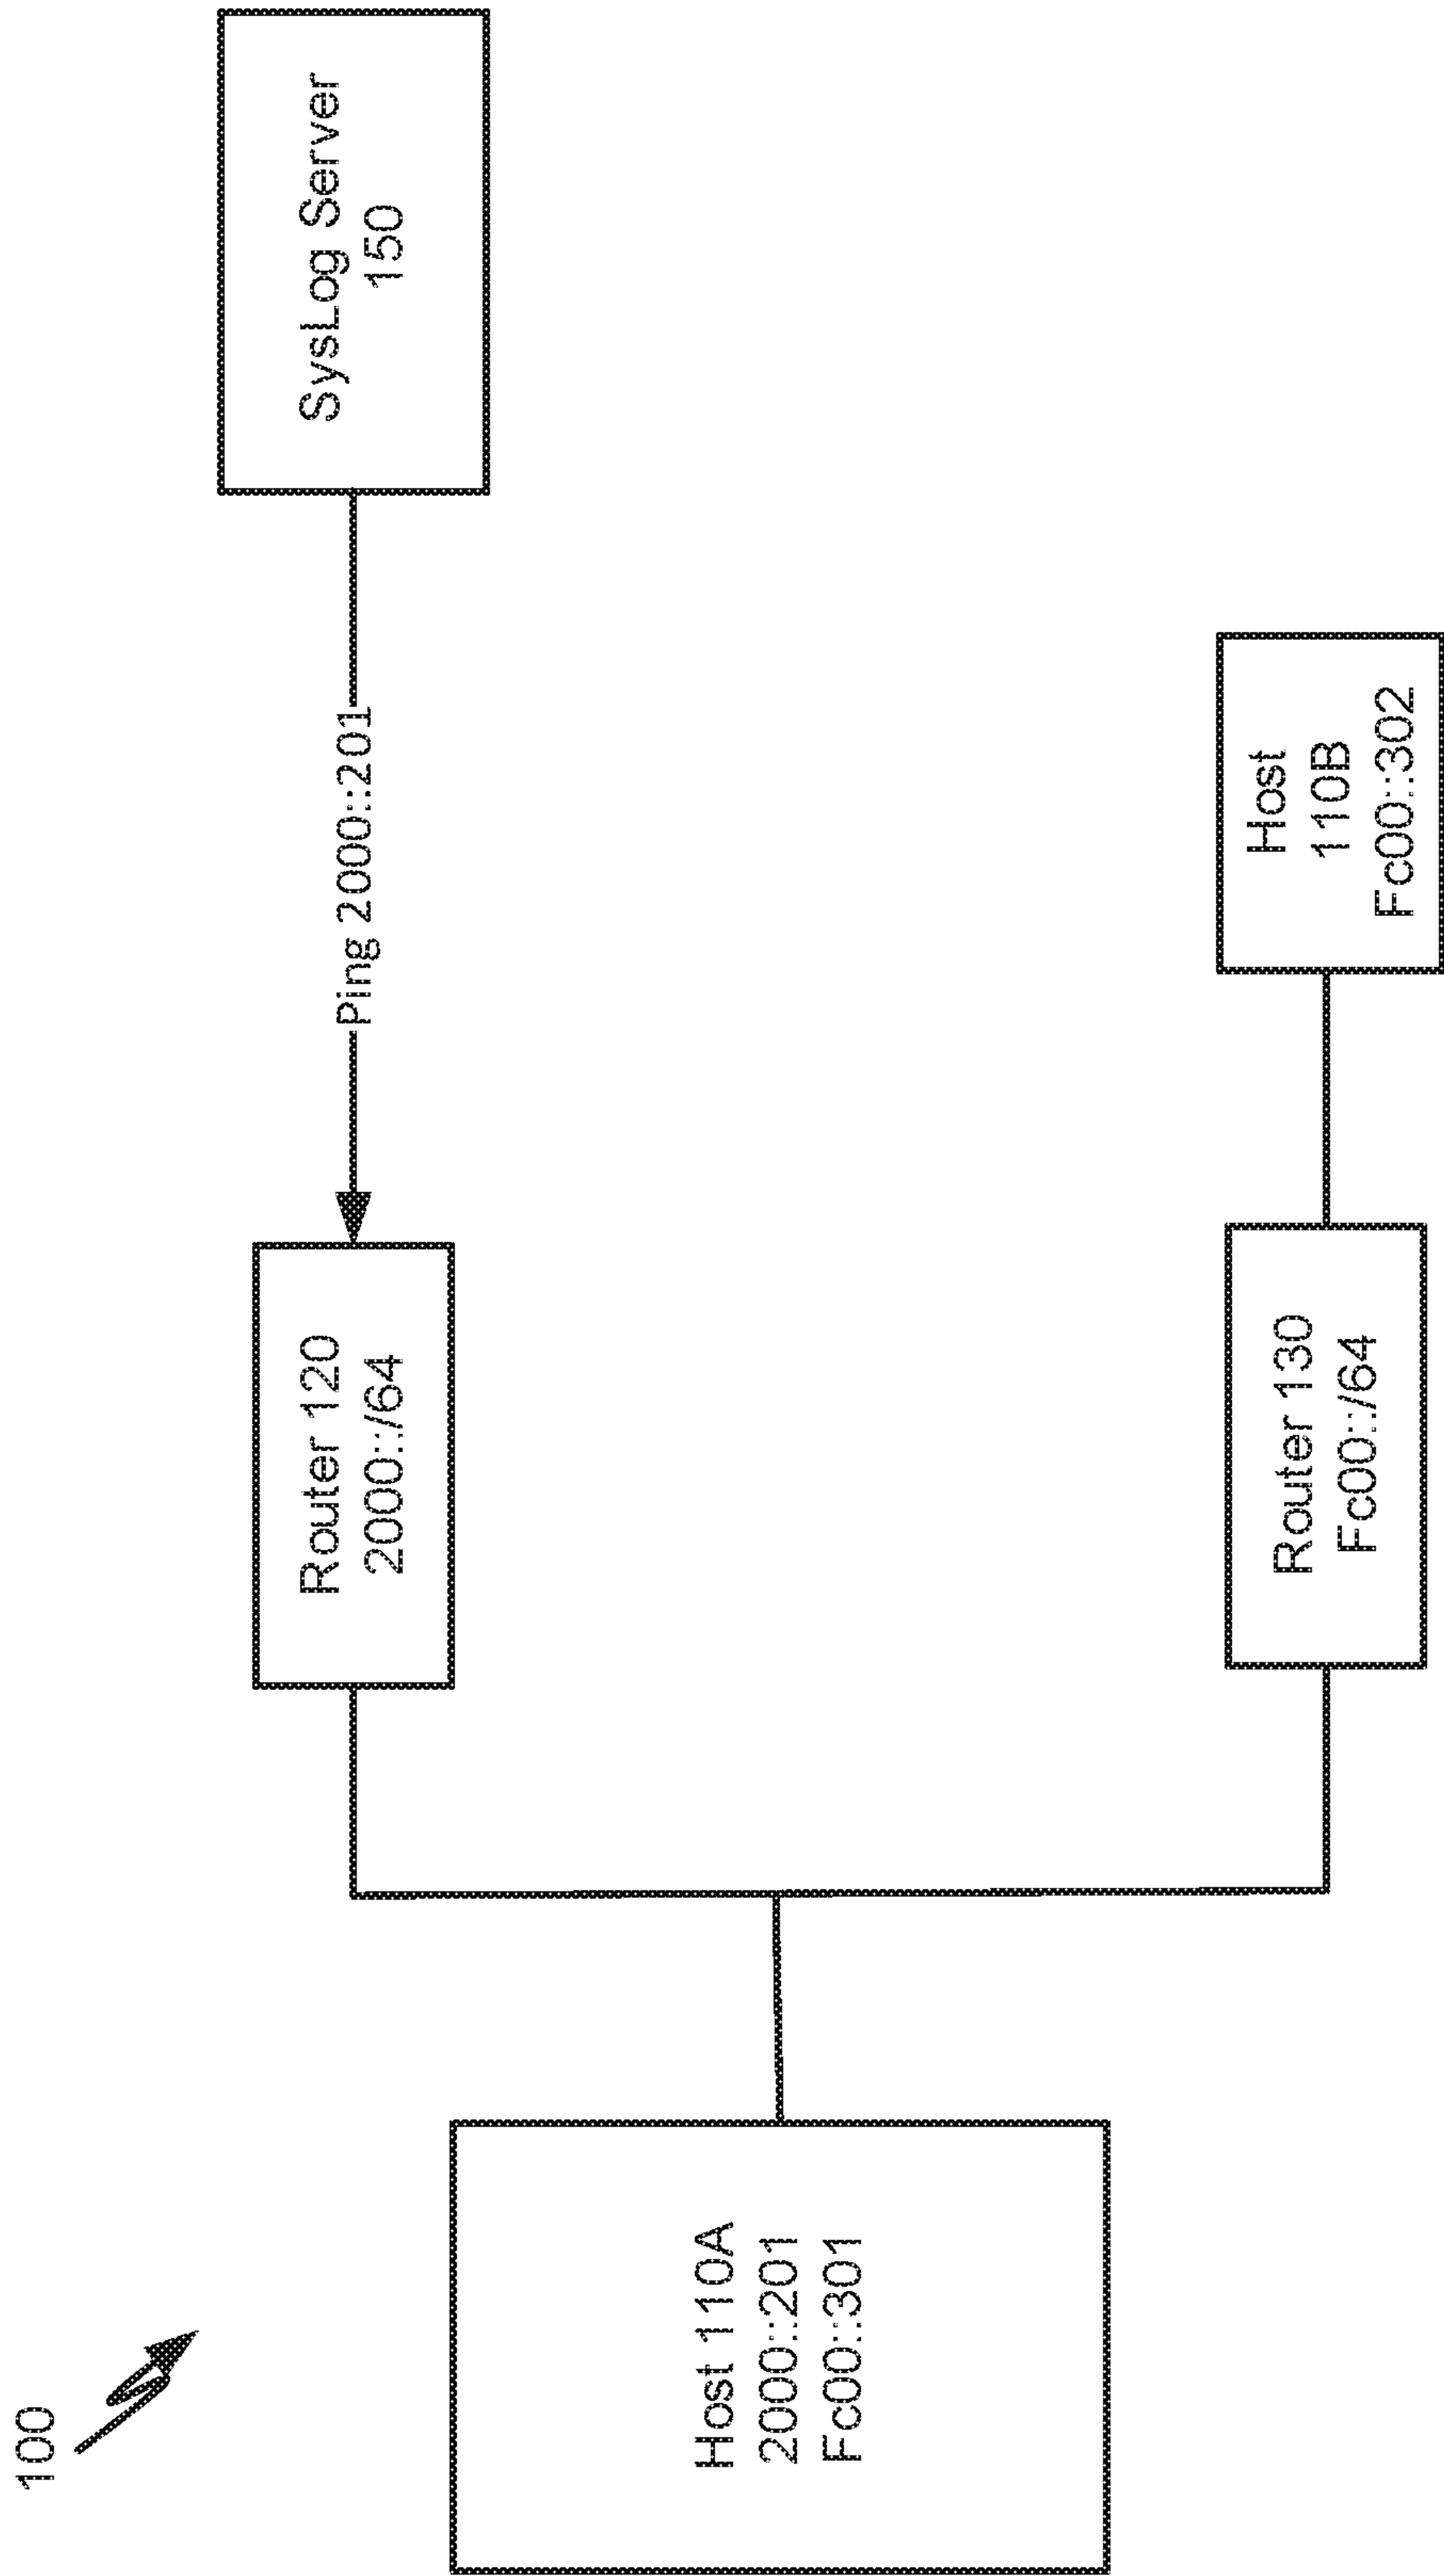 100
Host 110A
2000::201
Fc00::301
Router 120
2000::/64
Ping 2000::201
SysLog Server
150
Router 130
Fc00::/64
Host
110B
Fc00::302